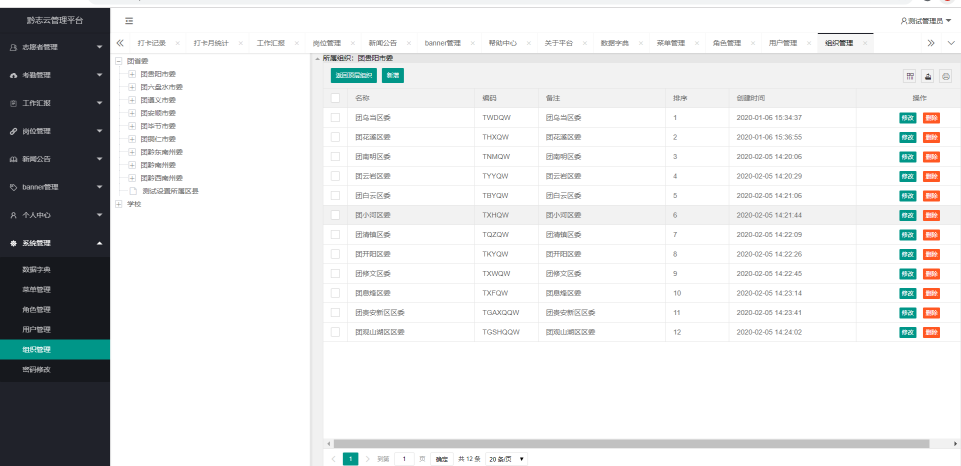 黔志云管理平台
测试管理员
志愿者管理
考勤管理
工作汇报
岗位管理
新闻公告
banner管理
个人中心
系统管理
数据字典
菜单管理
角色管理
用户管理
组织管理
密码修改
打卡记录 × 打卡月统计 × 工作汇报 × 岗位管理 × 新闻公告 × banner管理 × 帮助中心 × 关于平台 × 数据字典 × 菜单管理 × 角色管理 × 用户管理 × 组织管理 ×
团省委
团贵阳市委
团六盘水市委
团遵义市委
团安顺市委
团毕节市委
团铜仁市委
团黔东南州委
团黔南州委
团黔西南州委
测试设置所属区县
学校
所属组织：团贵阳市委
返回顶层组织 新增
名称 编码 备注 排序 创建时间 操作
团乌当区委 TWDQW 团乌当区委 1 2020-01-06 15:34:37 修改 删除
团花溪区委 THXQW 团花溪区委 2 2020-01-06 15:36:55 修改 删除
团南明区委 TNMQW 团南明区委 3 2020-02-05 14:20:06 修改 删除
团云岩区委 TYYQW 团云岩区委 4 2020-02-05 14:20:29 修改 删除
团白云区委 TBYQW 团白云区委 5 2020-02-05 14:21:06 修改 删除
团小河区委 TXHQW 团小河区委 6 2020-02-05 14:21:44 修改 删除
团清镇区委 TQZQW 团清镇区委 7 2020-02-05 14:22:09 修改 删除
团开阳区委 TKYQW 团开阳区委 8 2020-02-05 14:22:26 修改 删除
团修文区委 TXWQW 团修文区委 9 2020-02-05 14:22:45 修改 删除
团息烽区委 TXFQW 团息烽区委 10 2020-02-05 14:23:14 修改 删除
团贵安新区区委 TGAXQQW 团贵安新区区委 11 2020-02-05 14:23:41 修改 删除
团观山湖区区委 TGSHQQW 团观山湖区区委 12 2020-02-05 14:24:02 修改 删除
1 到第 1 页 确定 共 12 条 20 条/页